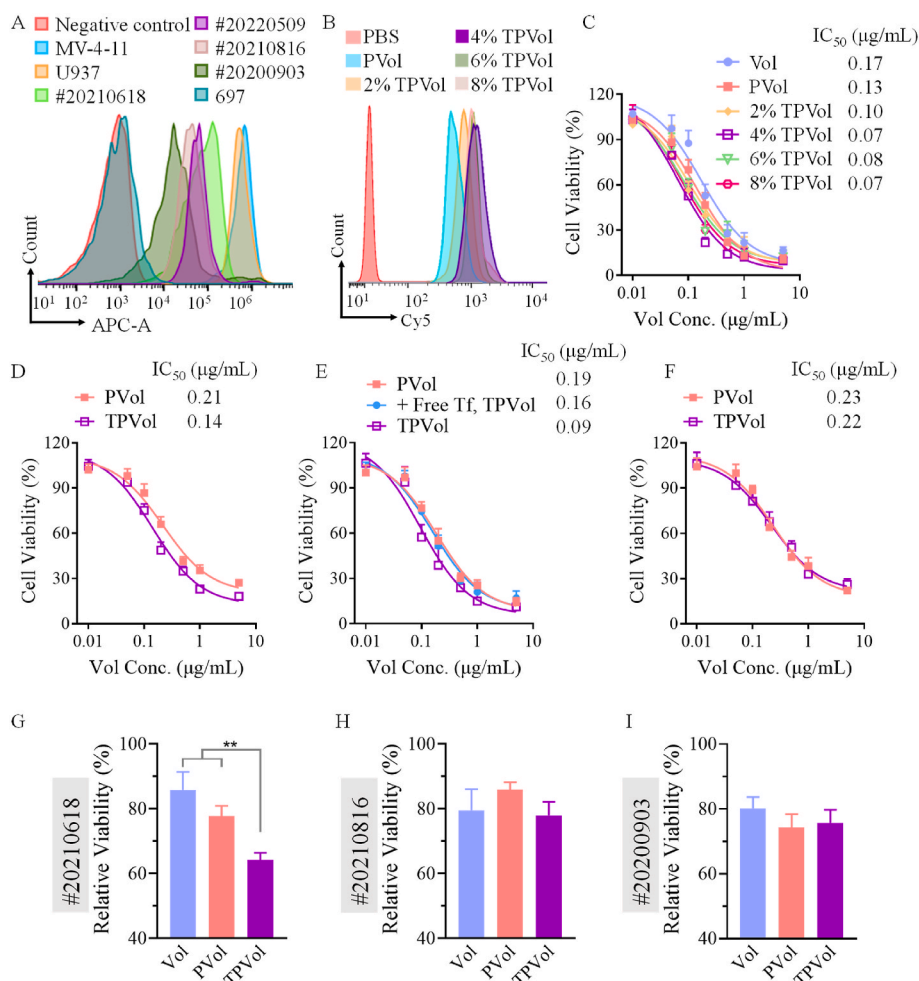 A
Negative control
MV-4-11
U937
#20210618
#20220509
#20210816
#20200903
697
Count
10¹ 10² 10³ 10⁴ 10⁵ 10⁶
APC-A
B
PBS
PVol
2% TPVol
4% TPVol
6% TPVol
8% TPVol
Count
10¹ 10³ 10⁴
Cy5
C
IC₅₀ (μg/mL)
Vol 0.17
PVol 0.13
2% TPVol 0.10
4% TPVol 0.07
6% TPVol 0.08
8% TPVol 0.07
Cell Viability (%)
120
90
60
30
0
0.01 0.1 1 10
Vol Conc. (μg/mL)
D
IC₅₀ (μg/mL)
PVol 0.21
TPVol 0.14
Cell Viability (%)
120
90
60
30
0
0.01 0.1 1 10
Vol Conc. (μg/mL)
E
IC₅₀ (μg/mL)
PVol 0.19
+ Free Tf, TPVol 0.16
TPVol 0.09
Cell Viability (%)
120
90
60
30
0
0.01 0.1 1 10
Vol Conc. (μg/mL)
F
IC₅₀ (μg/mL)
PVol 0.23
TPVol 0.22
Cell Viability (%)
120
90
60
30
0
0.01 0.1 1 10
Vol Conc. (μg/mL)
G
#20210618
Relative Viability (%)
100
80
60
40
**
Vol PVol TPVol
H
#20210816
Relative Viability (%)
100
80
60
40
Vol PVol TPVol
I
#20200903
Relative Viability (%)
100
80
60
40
Vol PVol TPVol